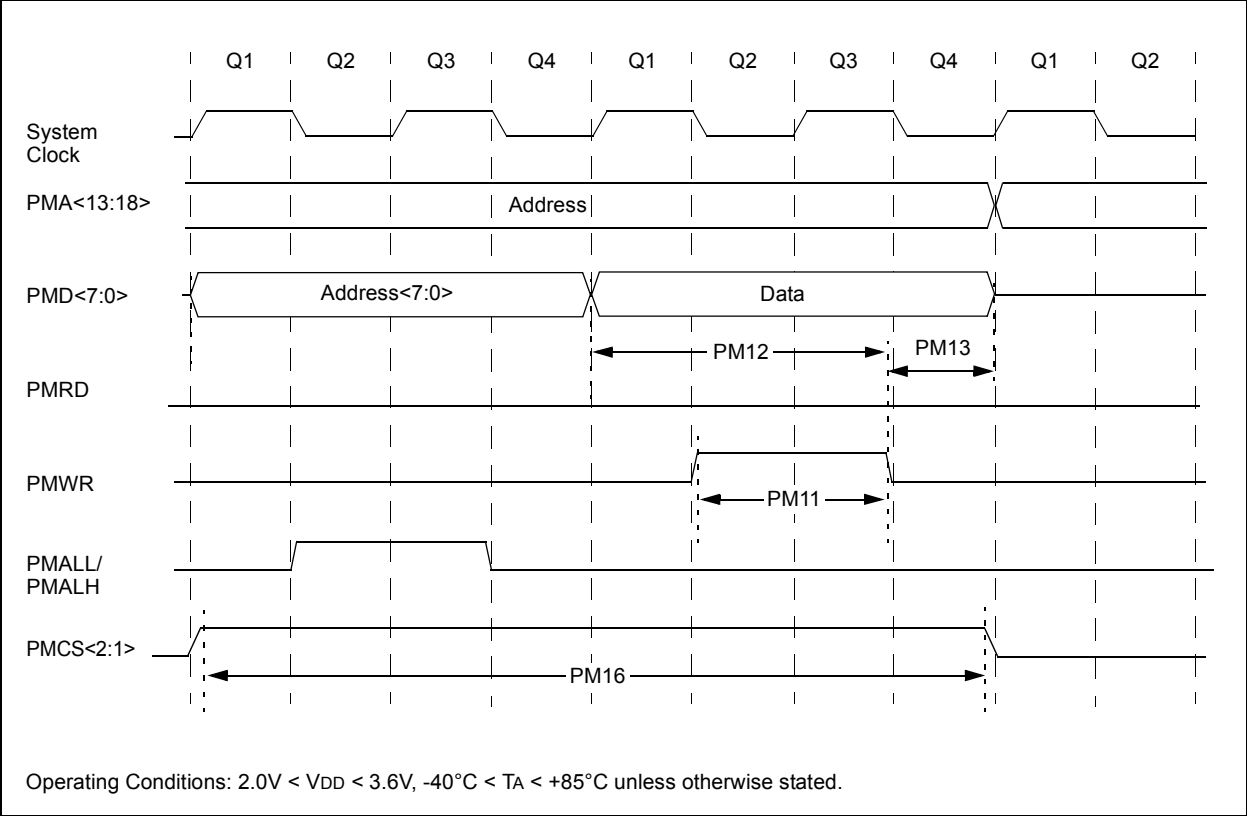 Q1 Q2 Q3 Q4 Q1 Q2 Q3 Q4 Q1 Q2
System
Clock
PMA<13:18>
Address
PMD<7:0>
Address<7:0>
Data
PM12
PM13
PMRD
PMWR
PM11
PMALL/
PMALH
PMCS<2:1>
PM16
Operating Conditions: 2.0V < VDD < 3.6V, -40°C < TA < +85°C unless otherwise stated.